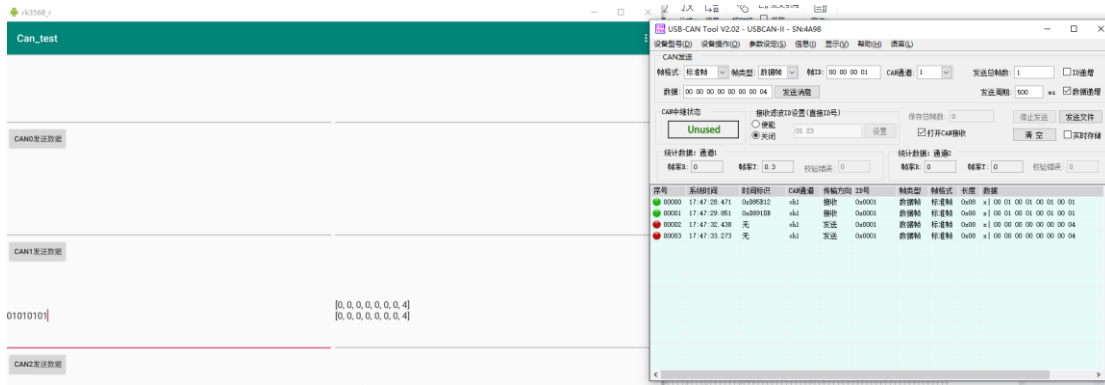 rk3568_r
Can_test
CAN0发送数据
CAN1发送数据
01010101
[0, 0, 0, 0, 0, 0, 0, 4]
[0, 0, 0, 0, 0, 0, 0, 4]
CAN2发送数据
USB-CAN Tool V2.02 - USBCAN-II - SN:4A98
设备型号(D) 设备操作(O) 参数设定(S) 信息(I) 显示(V) 帮助(H) 语言(L)
CAN发送
帧格式: 标准帧 帧类型: 数据帧 帧ID: 00 00 00 01 CAN通道: 1 发送总帧数: 1 ID递增
数据: 00 00 00 00 00 00 00 04 发送消息 发送周期: 500 ms 数据递增
CAN中继状态 接收滤波ID设置(直接ID号) 保存总帧数: 0 停止发送 发送文件
Unused 使能 01 23 设置 打开CAN接收 清 空 实时存储
关闭
统计数据: 通道1 统计数据: 通道2
帧率R: 0 帧率T: 0.3 校验错误: 0 帧率R: 0 帧率T: 0 校验错误: 0
序号 系统时间 时间标识 CAN通道 传输方向 ID号 帧类型 帧格式 长度 数据
00000 17:47:28.471 0xD85B12 ch1 接收 0x0001 数据帧 标准帧 0x08 x| 00 01 00 01 00 01 00 01
00001 17:47:29.851 0xD891DB ch1 接收 0x0001 数据帧 标准帧 0x08 x| 00 01 00 01 00 01 00 01
00002 17:47:32.438 无 ch1 发送 0x0001 数据帧 标准帧 0x08 x| 00 00 00 00 00 00 00 04
00003 17:47:33.273 无 ch1 发送 0x0001 数据帧 标准帧 0x08 x| 00 00 00 00 00 00 00 04